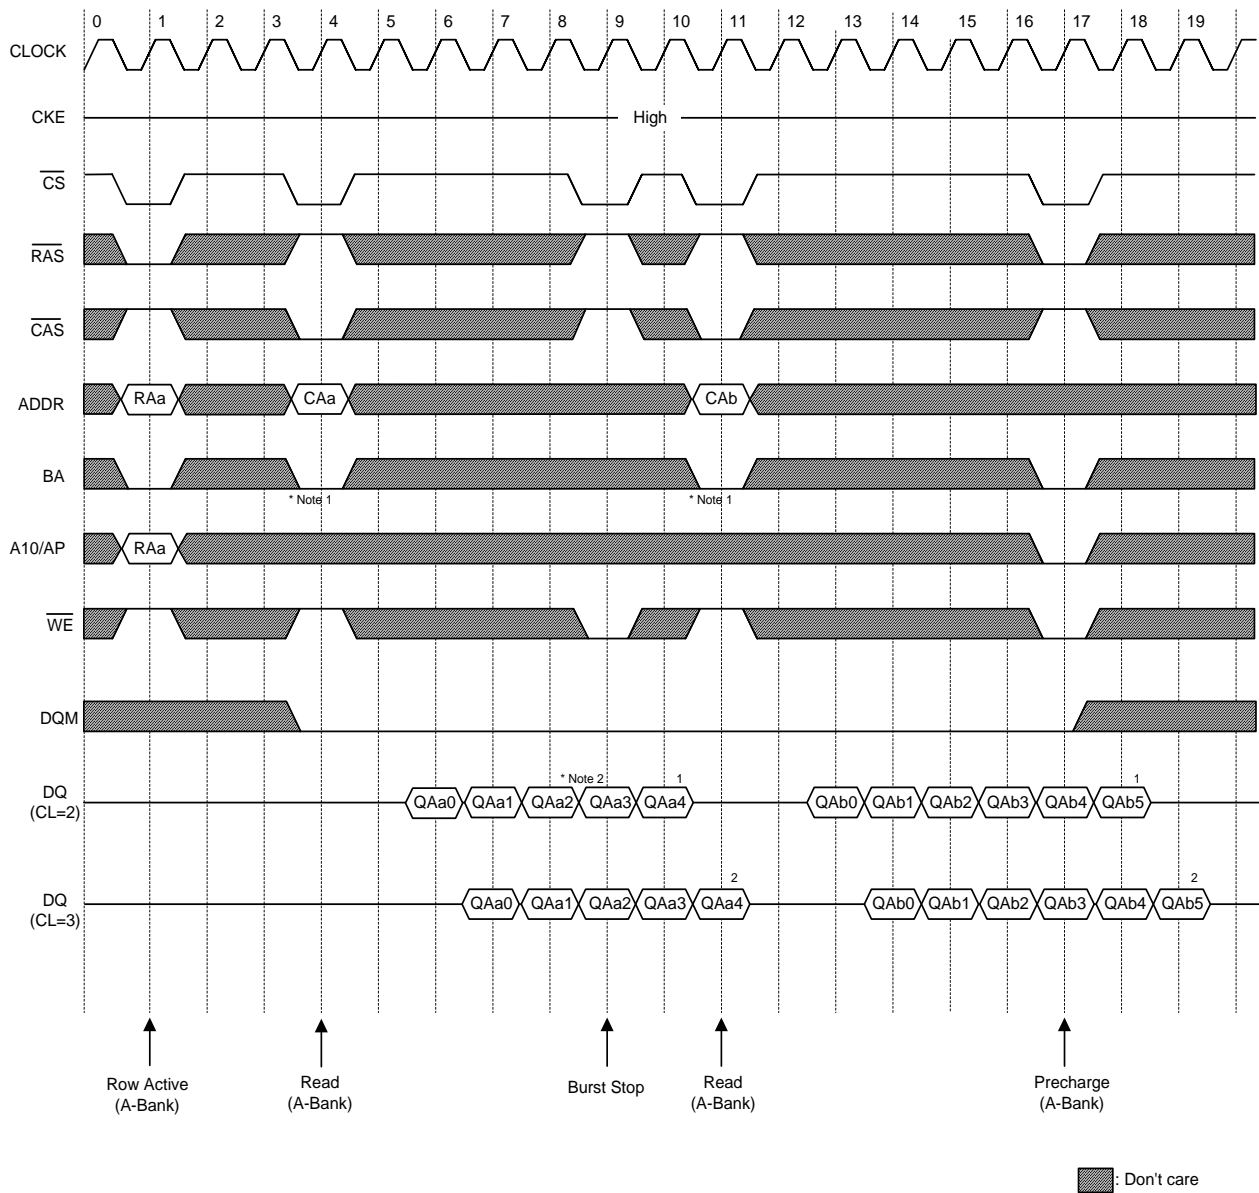 0 1 2 3 4 5 6 7 8 9 10 11 12 13 14 15 16 17 18 19
CLOCK
CKE High
CS
RAS
CAS
ADDR RAa CAa CAb
BA
* Note 1 * Note 1
A10/AP RAa
WE
DQM
* Note 2 1 1
DQ
(CL=2)
QAa0 QAa1 QAa2 QAa3 QAa4 QAb0 QAb1 QAb2 QAb3 QAb4 QAb5
2 2
DQ
(CL=3)
QAa0 QAa1 QAa2 QAa3 QAa4 QAb0 QAb1 QAb2 QAb3 QAb4 QAb5
Row Active
(A-Bank)
Read
(A-Bank)
Burst Stop
Read
(A-Bank)
Precharge
(A-Bank)
: Don't care